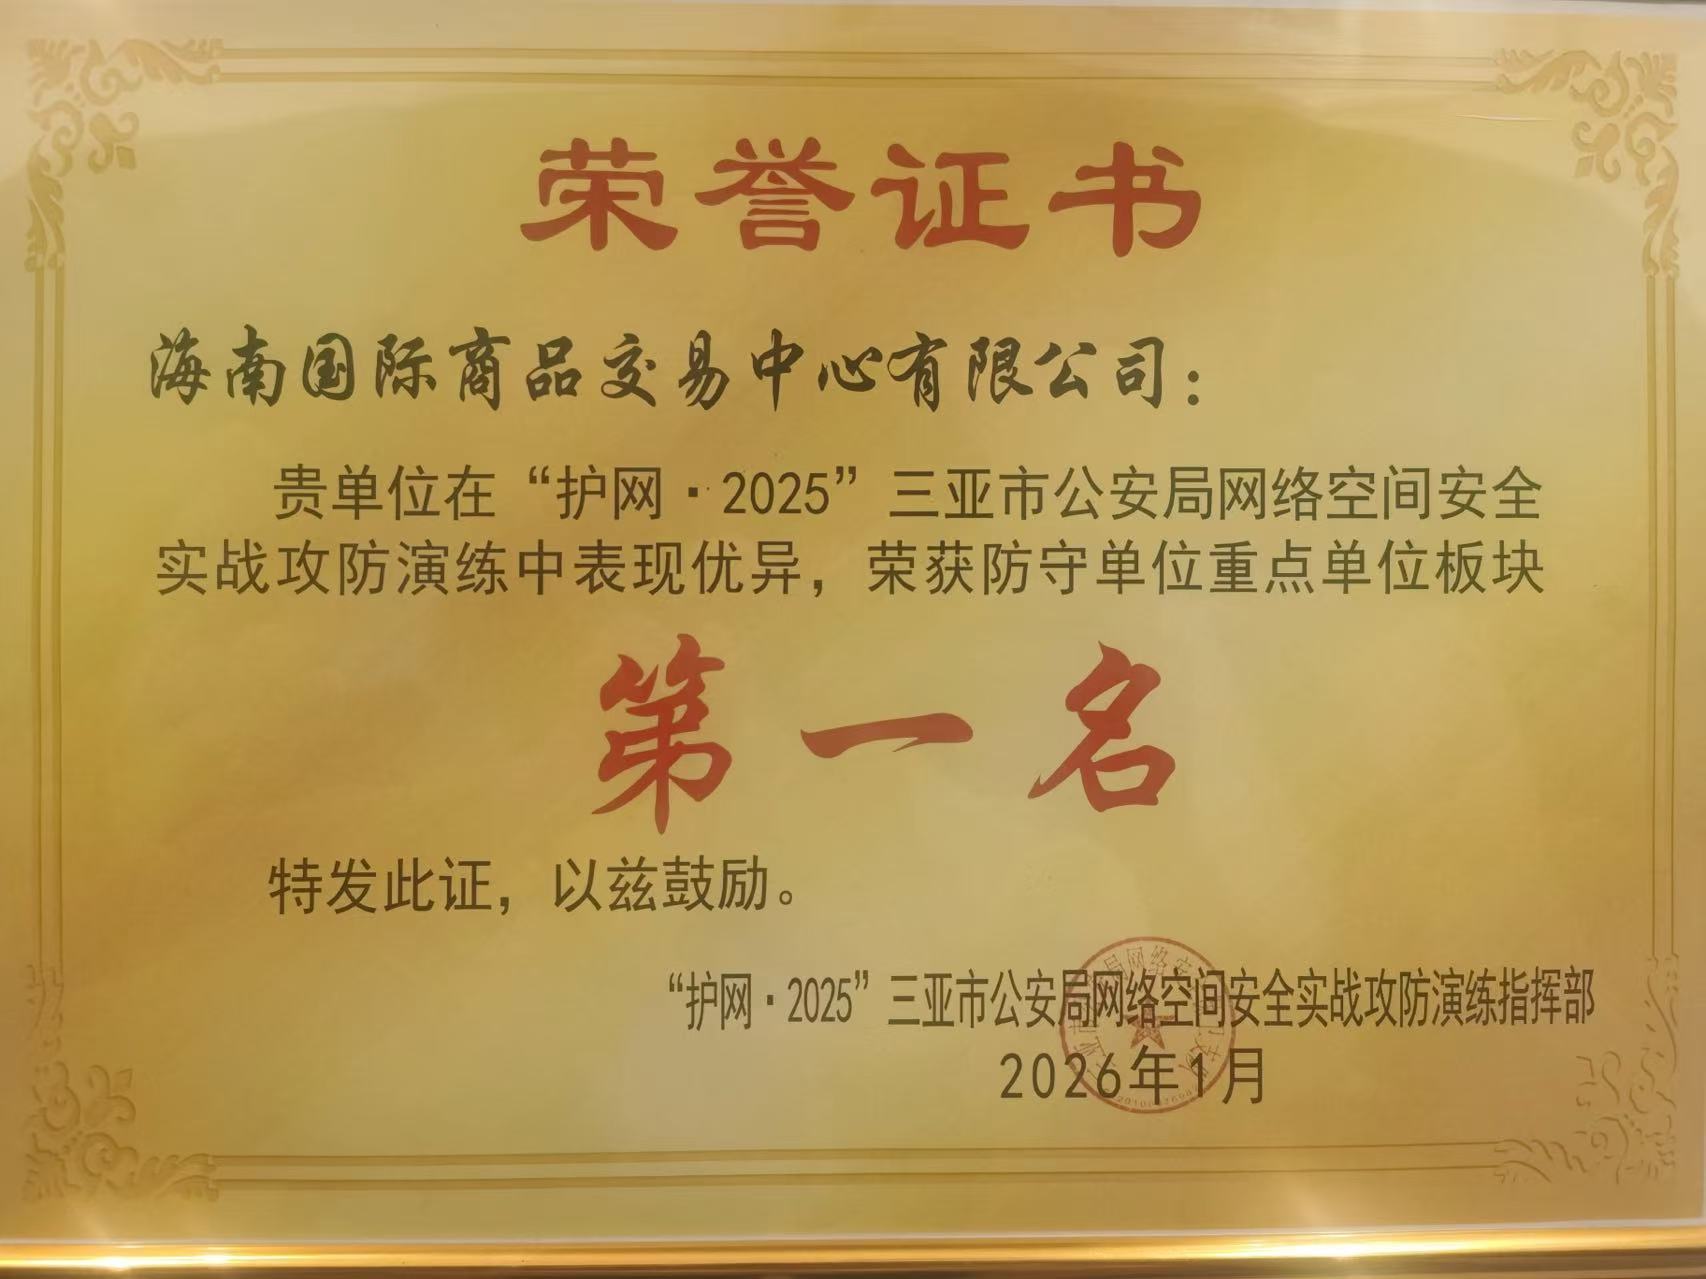 荣誉证书
海南国际商品交易中心有限公司：
贵单位在“护网·2025”三亚市公安局网络空间安全
实战攻防演练中表现优异，荣获防守单位重点单位板块
第一名
特发此证，以兹鼓励。
“护网·2025”三亚市公安局网络空间安全实战攻防演练指挥部
2026年1月